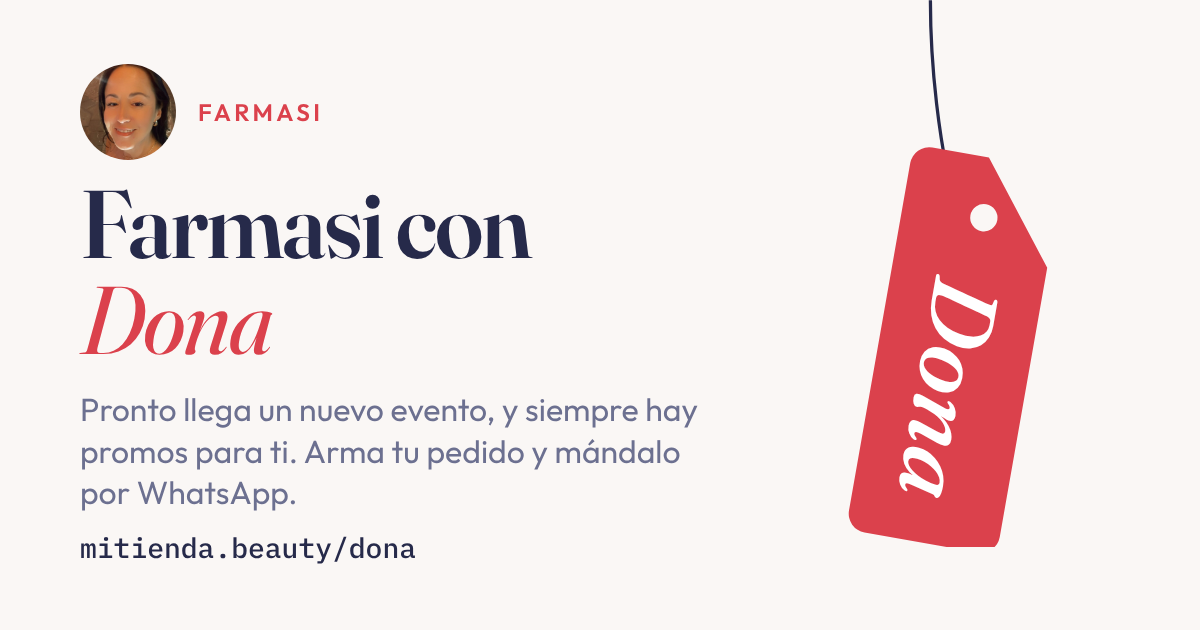 FARMASI
Farmasi con
Dona
Pronto llega un nuevo evento, y siempre hay
promos para ti. Arma tu pedido y mándalo
por WhatsApp.
mitienda.beauty/dona
Dona